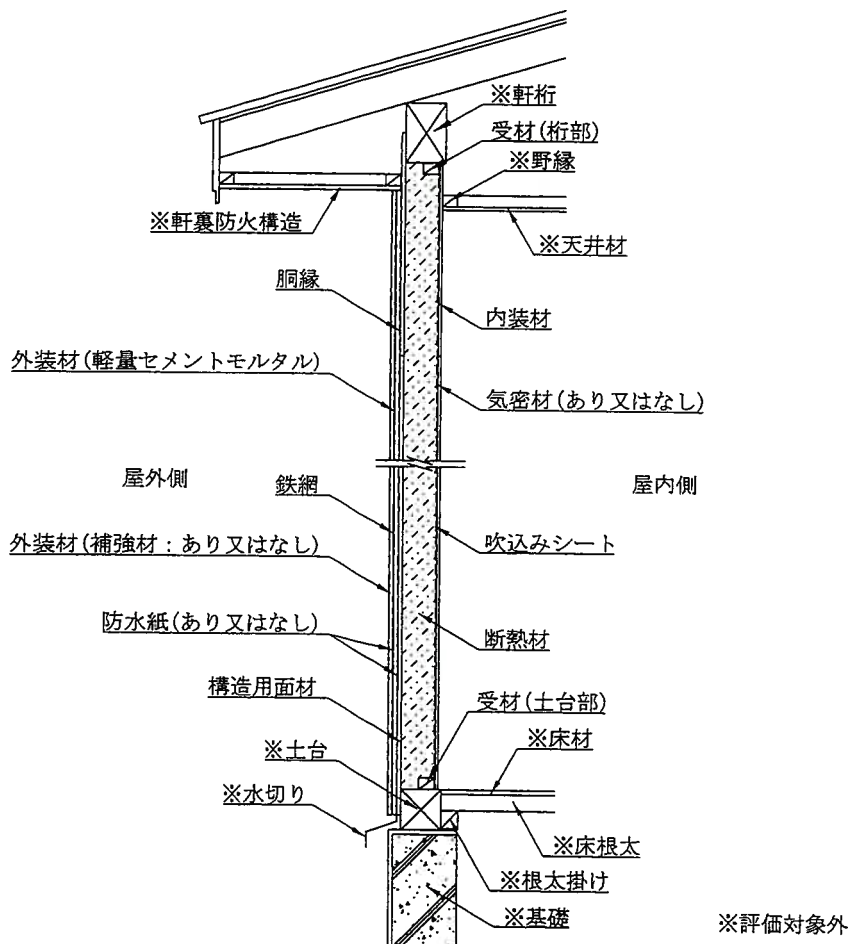 ※軒桁
受材(桁部)
※野縁
※軒裏防火構造
※天井材
胴縁
内装材
外装材(軽量セメントモルタル)
気密材(あり又はなし)
屋外側
鉄網
屋内側
外装材(補強材：あり又はなし)
吹込みシート
防水紙(あり又はなし)
断熱材
構造用面材
受材(土台部)
※床材
※土台
※水切り
※床根太
※根太掛け
※基礎
※評価対象外